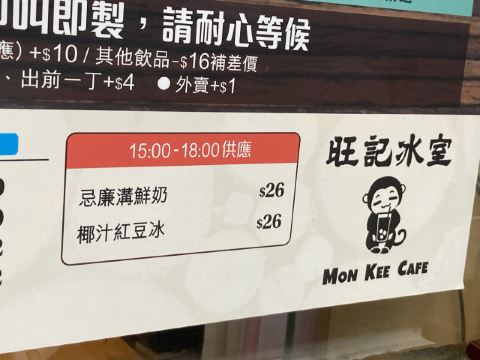 即製，請耐心等候
應) +$10 / 其他飲品-$16補差價
、出前一丁+$4 ● 外賣+$1
15:00-18:00供應
忌廉溝鮮奶 $26
椰汁紅豆冰 $26
旺記冰室
MON KEE CAFE